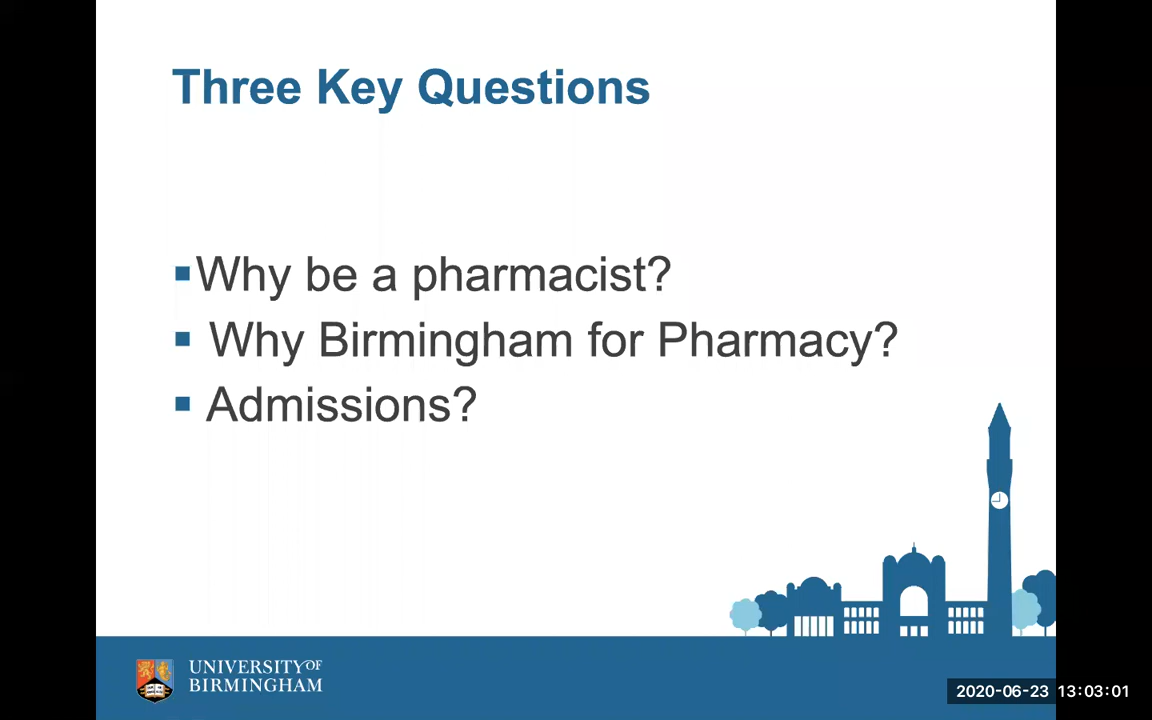 Three Key Questions
Why be a pharmacist?
Why Birmingham for Pharmacy?
Admissions?
UNIVERSITY OF
BIRMINGHAM
2020-06-23 13:03:01